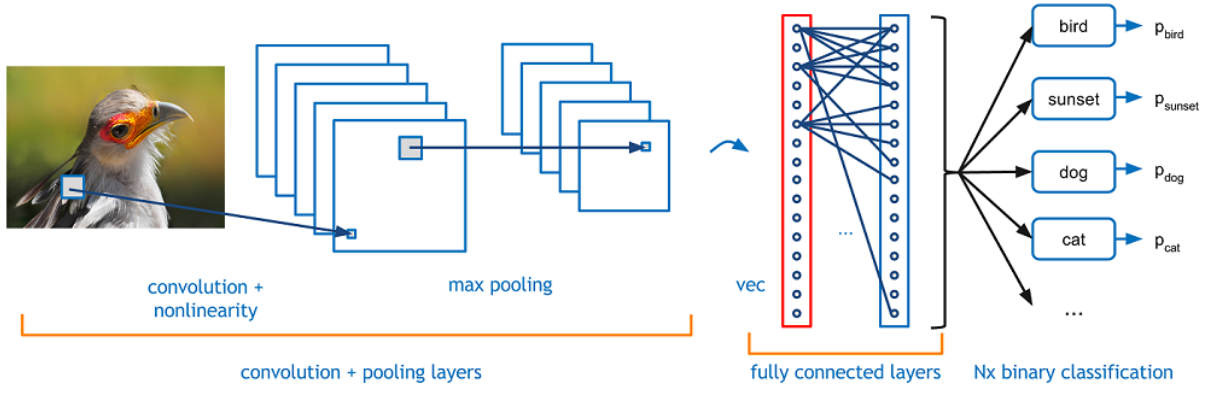 bird
p_bird
sunset
p_sunset
dog
p_dog
cat
p_cat
...
...
convolution +
nonlinearity
max pooling
vec
convolution + pooling layers
fully connected layers
Nx binary classification